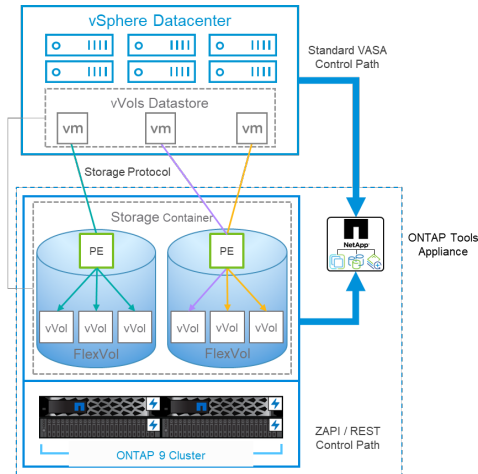 vSphere Datacenter
Standard VASA
Control Path
vVols Datastore
vm
vm
vm
Storage Protocol
Storage Container
PE
PE
NetApp
ONTAP Tools
Appliance
vVol
vVol
vVol
vVol
vVol
vVol
FlexVol
FlexVol
ZAPI / REST
Control Path
ONTAP 9 Cluster